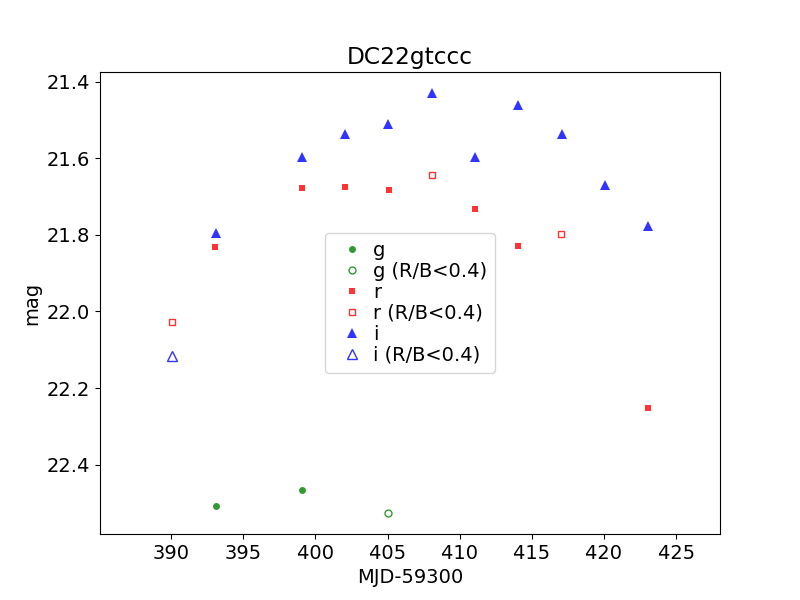 DC22gtccc
21.4
21.6
21.8
22.0
22.2
22.4
mag
g
g (R/B<0.4)
r
r (R/B<0.4)
i
i (R/B<0.4)
390 395 400 405 410 415 420 425
MJD-59300